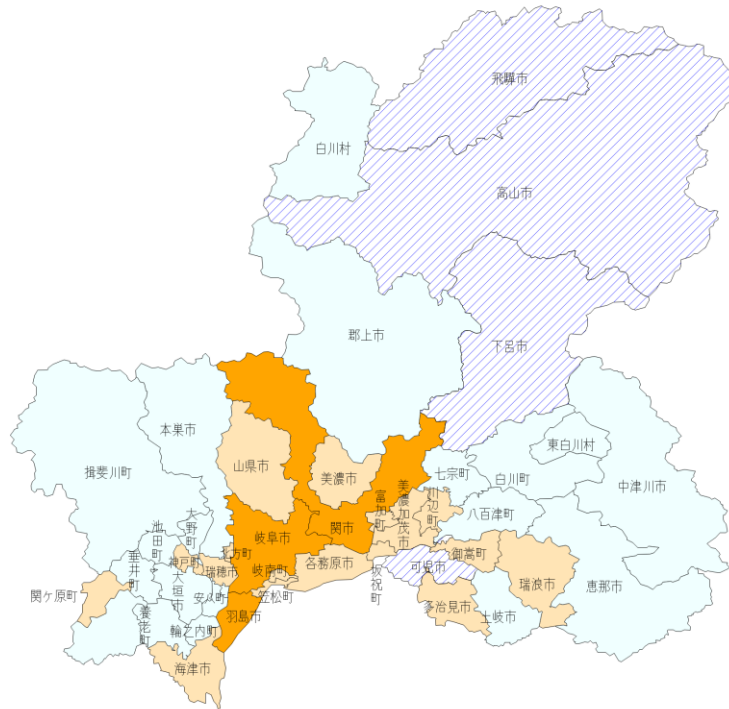 飛騨市
白川村
高山市
郡上市
下呂市
本巣市
東白川村
揖斐川町
山県市
美濃市
七宗町
白川町
中津川市
富加町
美濃加茂市
川辺町
八百津町
大野町
池田町
岐阜市
関市
垂井町
神戸町
北方町
瑞穂市
岐南町
各務原市
坂祝町
可児市
御嵩町
瑞浪市
恵那市
関ケ原町
大垣市
安八町
笠松町
養老町
輪之内町
羽島市
多治見市
土岐市
海津市